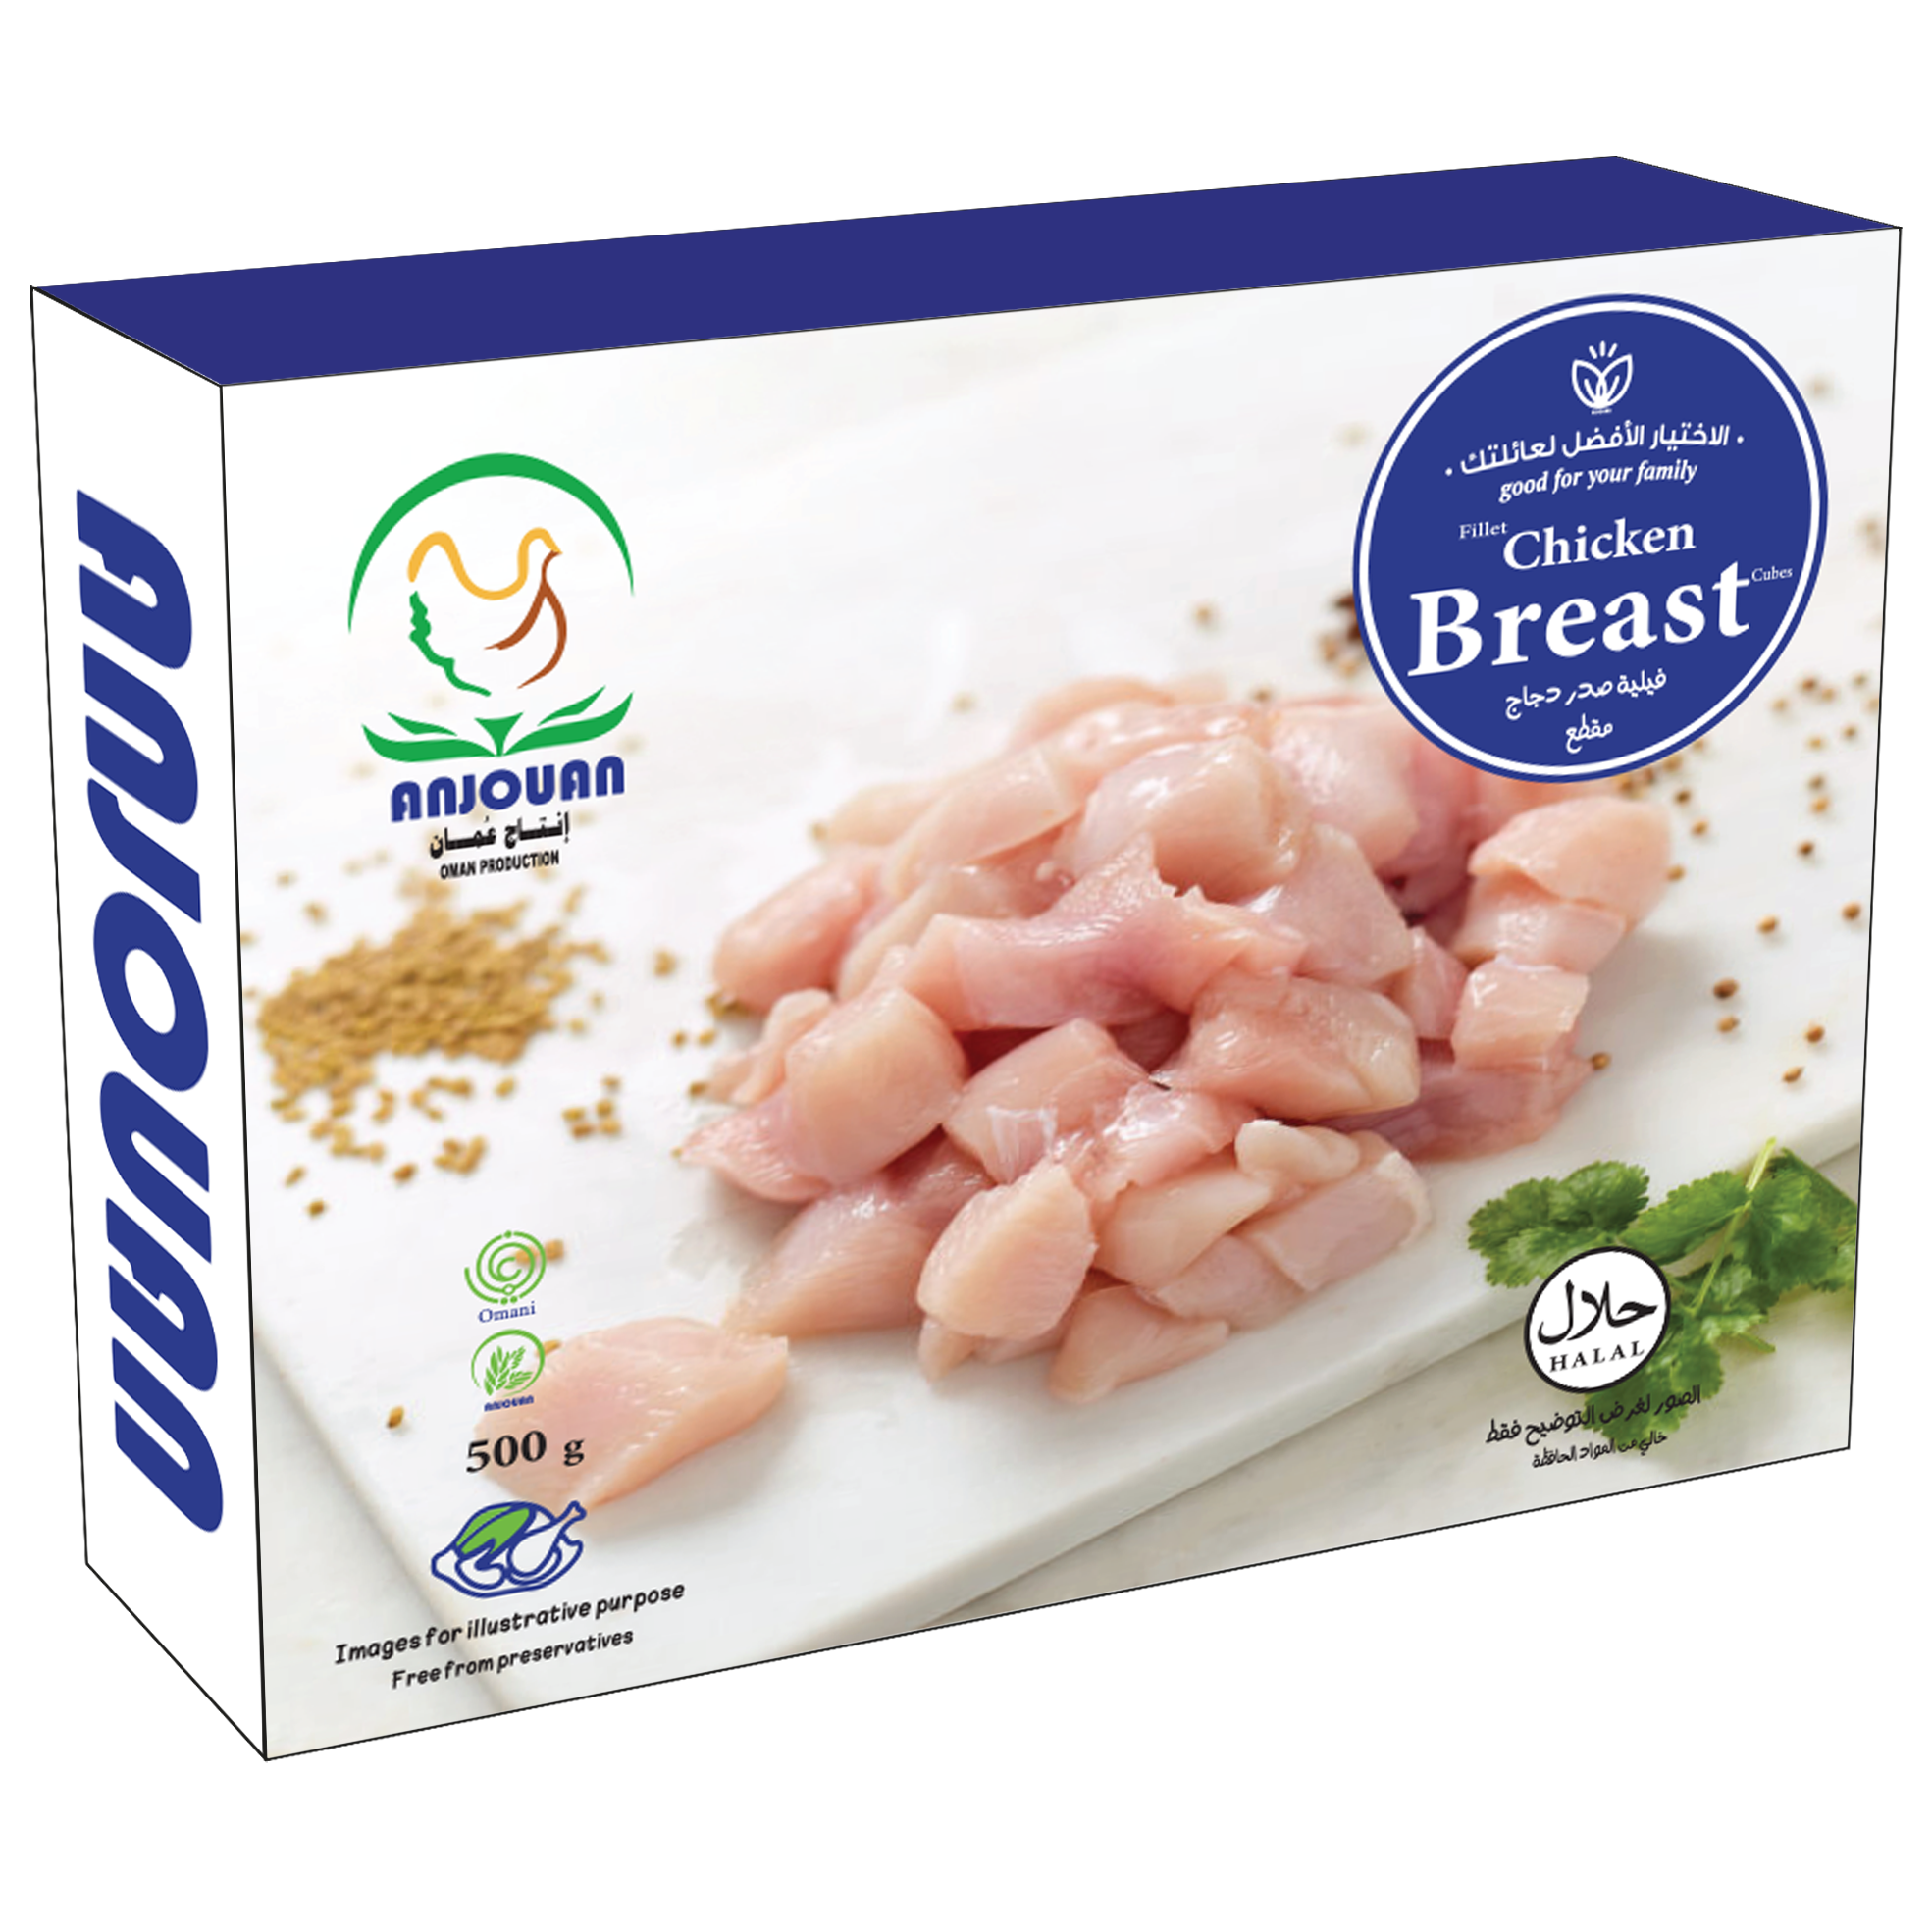 ANJOUAN
ANJOUAN
إنتاج عُمان
OMAN PRODUCTION
• الاختيار الأفضل لعائلتك •
good for your family
Fillet Chicken
Breast Cubes
فيلية صدر دجاج
مقطع
Omani
ANJOUAN
500 g
Images for illustrative purpose
Free from preservatives
حلال
HALAL
الصور لغرض التوضيح فقط
خالي من المواد الحافظة